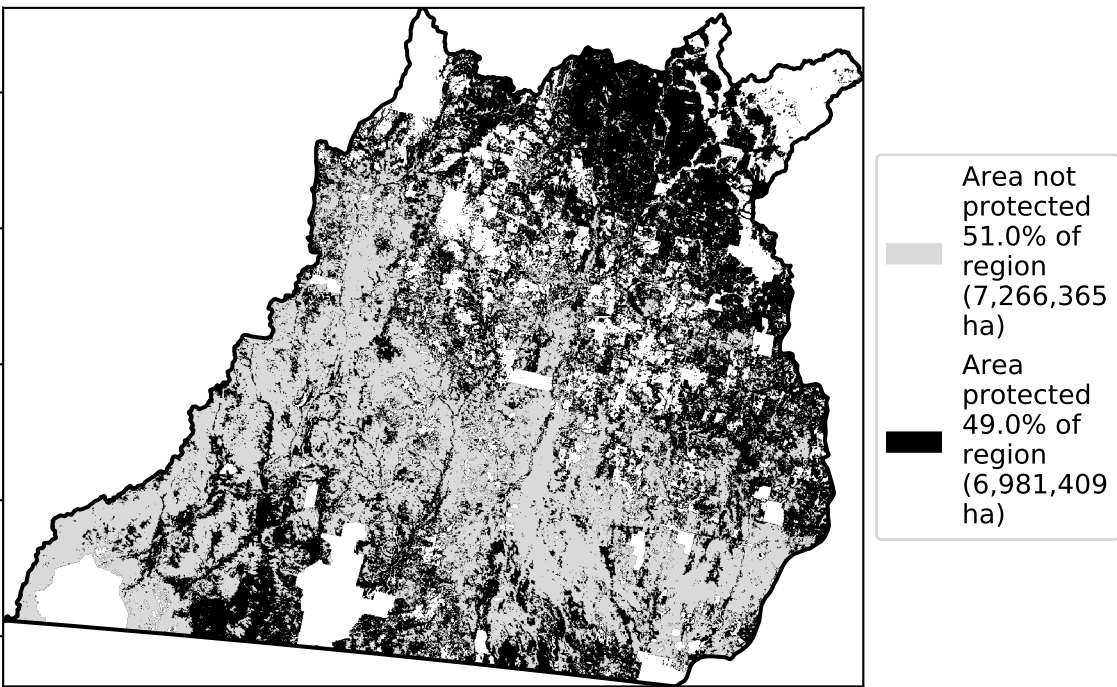 Area not
protected
51.0% of
region
(7,266,365
ha)
Area
protected
49.0% of
region
(6,981,409
ha)